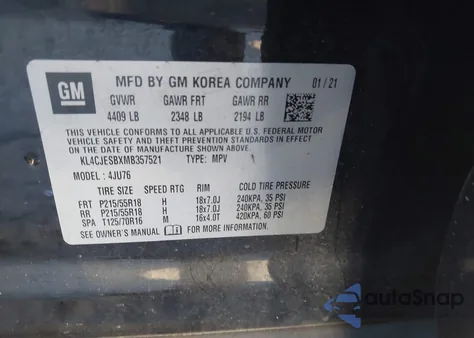 GM
MFD BY GM KOREA COMPANY 01/21
GVWR GAWR FRT GAWR RR
4409 LB 2348 LB 2194 LB
THIS VEHICLE CONFORMS TO ALL APPLICABLE U.S. FEDERAL MOTOR
VEHICLE SAFETY AND THEFT PREVENTION STANDARDS IN EFFECT ON
THE DATE OF MANUFACTURE SHOWN ABOVE.
KL4CJESBXMB357521 TYPE: MPV
MODEL : 4JU76
SPEED RTG RIM COLD TIRE PRESSURE
FRT P215/55R18 H 18x7.0J 240KPA, 35 PSI
RR P215/55R18 H 18x7.0J 240KPA, 35 PSI
SPA T125/70R16 M 16x4.0T 420KPA, 60 PSI
SEE OWNER'S MANUAL FOR MORE INFORMATION.
autoSnap